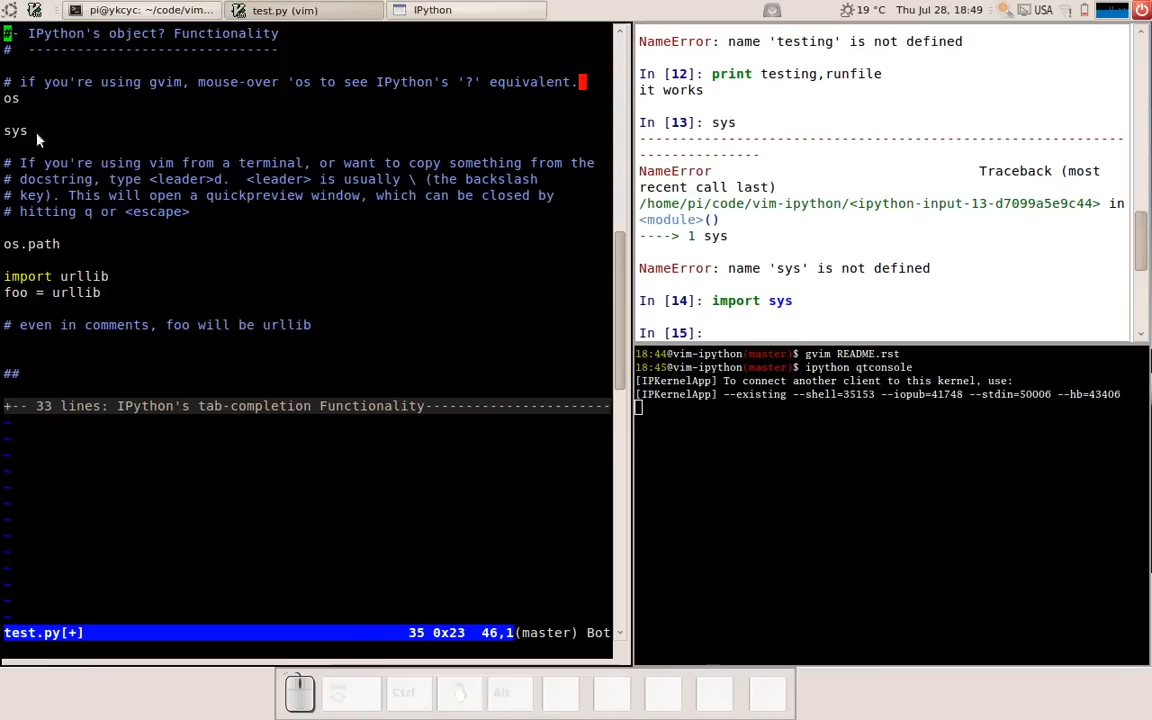 pi@ykcyc: ~/code/vim...
test.py (vim)
IPython
19 °C
Thu Jul 28, 18:49
USA
#- IPython's object? Functionality
#  -------------------------------
# if you're using gvim, mouse-over 'os to see IPython's '?' equivalent.
os
sys
# If you're using vim from a terminal, or want to copy something from the
# docstring, type <leader>d.  <leader> is usually \ (the backslash
# key). This will open a quickpreview window, which can be closed by
# hitting q or <escape>
os.path
import urllib
foo = urllib
# even in comments, foo will be urllib
##
+-- 33 lines: IPython's tab-completion Functionality-----------------------
~
~
~
~
~
~
~
~
~
~
~
~
~
test.py[+] 35 0x23  46,1(master) Bot
NameError: name 'testing' is not defined
In [12]: print testing,runfile
it works
In [13]: sys
---------------------------------------------------------------------------
NameError                                 Traceback (most
recent call last)
/home/pi/code/vim-ipython/<ipython-input-13-d7099a5e9c44> in
<module>()
----> 1 sys
NameError: name 'sys' is not defined
In [14]: import sys
In [15]:
18:44@vim-ipython(master)$ gvim README.rst
18:45@vim-ipython(master)$ ipython qtconsole
[IPKernelApp] To connect another client to this kernel, use:
[IPKernelApp] --existing --shell=35153 --iopub=41748 --stdin=50006 --hb=43406
Ctrl
Alt